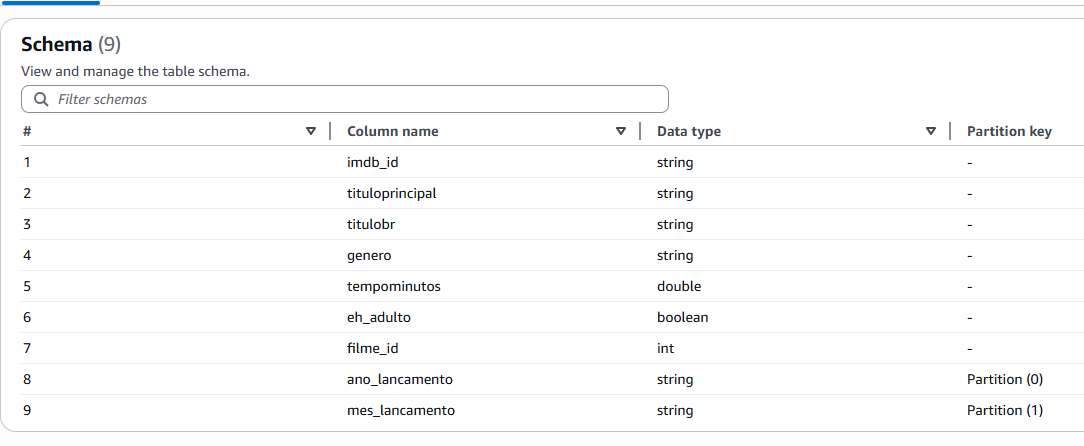 Schema (9)
View and manage the table schema.
Filter schemas
# Column name Data type Partition key
1 imdb_id string -
2 tituloprincipal string -
3 titulobr string -
4 genero string -
5 tempominutos double -
6 eh_adulto boolean -
7 filme_id int -
8 ano_lancamento string Partition (0)
9 mes_lancamento string Partition (1)